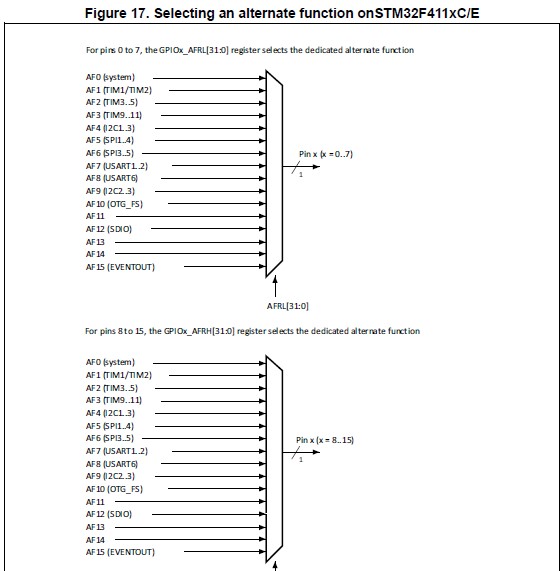 Figure 17. Selecting an alternate function onSTM32F411xC/E
For pins 0 to 7, the GPIOx_AFRL[31:0] register selects the dedicated alternate function
AF0 (system)
AF1 (TIM1/TIM2)
AF2 (TIM3..5)
AF3 (TIM9..11)
AF4 (I2C1..3)
AF5 (SPI1..4)
AF6 (SPI3..5)
AF7 (USART1..2)
AF8 (USART6)
AF9 (I2C2..3)
AF10 (OTG_FS)
AF11
AF12 (SDIO)
AF13
AF14
AF15 (EVENTOUT)
Pin x (x = 0..7)
1
AFRL[31:0]
For pins 8 to 15, the GPIOx_AFRH[31:0] register selects the dedicated alternate function
AF0 (system)
AF1 (TIM1/TIM2)
AF2 (TIM3..5)
AF3 (TIM9..11)
AF4 (I2C1..3)
AF5 (SPI1..4)
AF6 (SPI3..5)
AF7 (USART1..2)
AF8 (USART6)
AF9 (I2C2..3)
AF10 (OTG_FS)
AF11
AF12 (SDIO)
AF13
AF14
AF15 (EVENTOUT)
Pin x (x = 8..15)
1